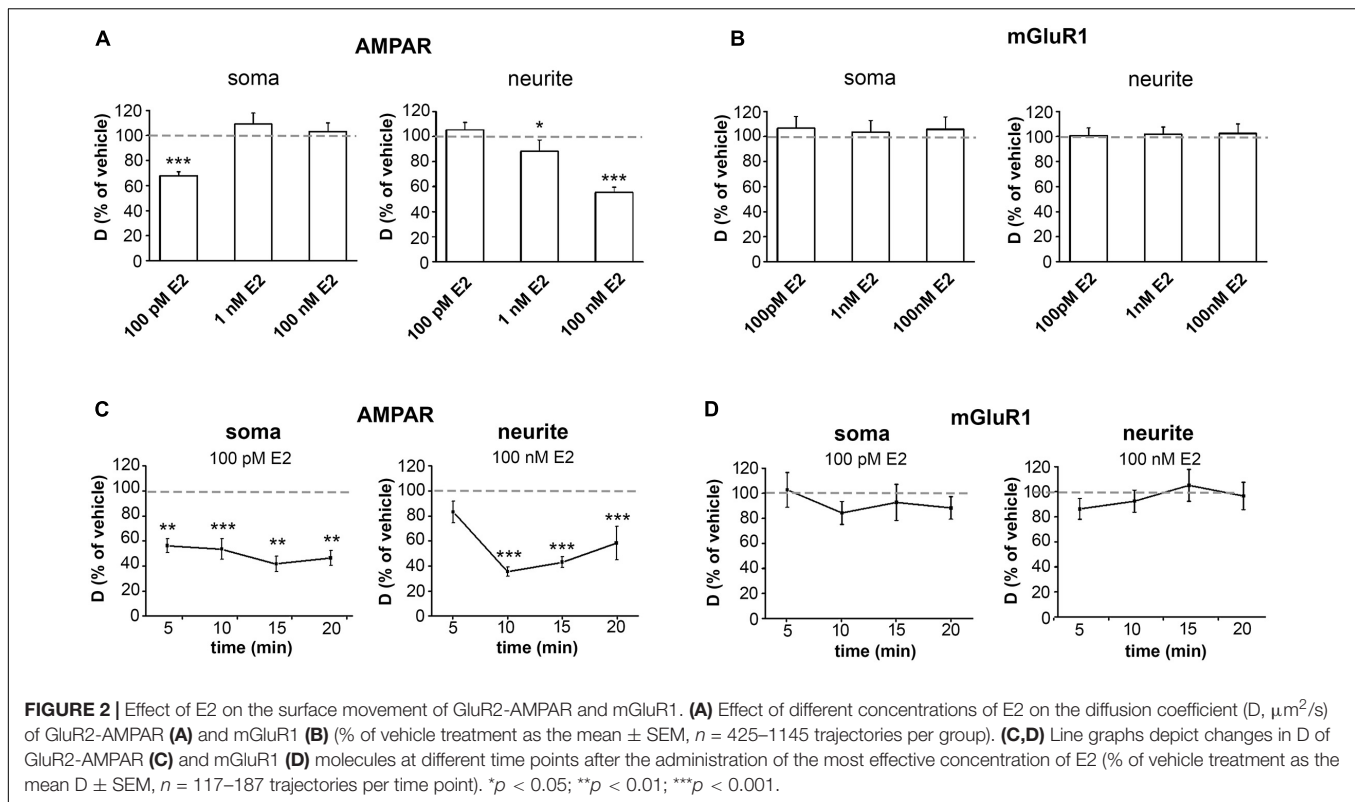 A
AMPAR
soma
D (% of vehicle)
120
100
80
60
40
20
0
***
100 pM E2
1 nM E2
100 nM E2
neurite
D (% of vehicle)
120
100
80
60
40
20
0
*
***
100 pM E2
1 nM E2
100 nM E2
B
mGluR1
soma
D (% of vehicle)
120
100
80
60
40
20
0
100pM E2
1nM E2
100nM E2
neurite
D (% of vehicle)
120
100
80
60
40
20
0
100pM E2
1nM E2
100nM E2
C
AMPAR
soma
100 pM E2
D (% of vehicle)
120
100
80
60
40
20
0
** *** ** **
5 10 15 20
time (min)
neurite
100 nM E2
D (% of vehicle)
120
100
80
60
40
20
0
*** *** ***
5 10 15 20
time (min)
D
mGluR1
soma
100 pM E2
D (% of vehicle)
120
100
80
60
40
20
0
5 10 15 20
time (min)
neurite
100 nM E2
D (% of vehicle)
120
100
80
60
40
20
0
5 10 15 20
time (min)
FIGURE 2 | Effect of E2 on the surface movement of GluR2-AMPAR and mGluR1. (A) Effect of different concentrations of E2 on the diffusion coefficient (D, μm²/s)
of GluR2-AMPAR (A) and mGluR1 (B) (% of vehicle treatment as the mean ± SEM, n = 425–1145 trajectories per group). (C,D) Line graphs depict changes in D of
GluR2-AMPAR (C) and mGluR1 (D) molecules at different time points after the administration of the most effective concentration of E2 (% of vehicle treatment as the
mean D ± SEM, n = 117–187 trajectories per time point). *p < 0.05; **p < 0.01; ***p < 0.001.